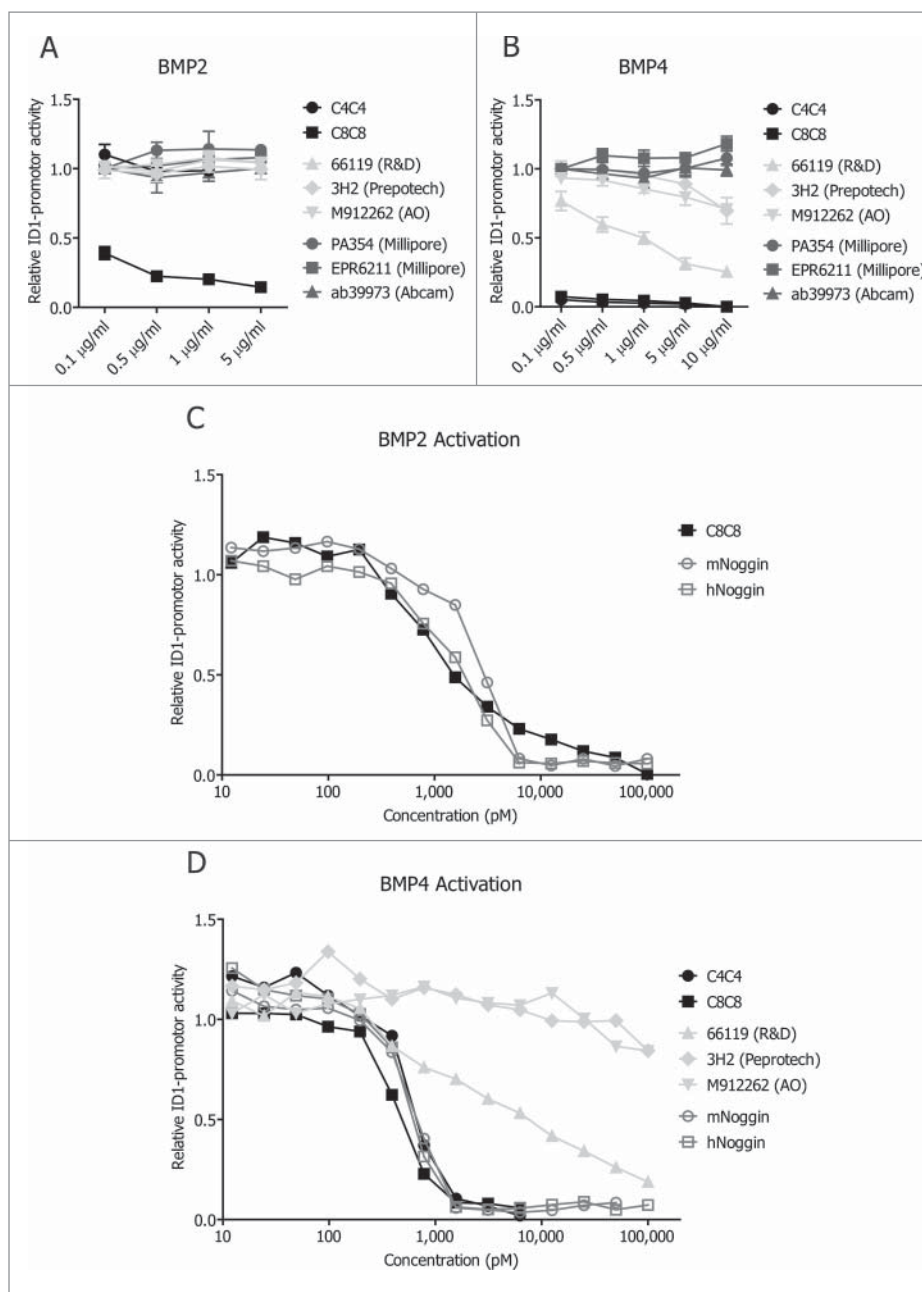 A
BMP2
Relative ID1-promotor activity
1.5
1.0
0.5
0.0
0.1 µg/ml
0.5 µg/ml
1 µg/ml
5 µg/ml
C4C4
C8C8
66119 (R&D)
3H2 (Prepotech)
M912262 (AO)
PA354 (Millipore)
EPR6211 (Millipore)
ab39973 (Abcam)
B
BMP4
Relative ID1-promotor activity
1.5
1.0
0.5
0.0
0.1 µg/ml
0.5 µg/ml
1 µg/ml
5 µg/ml
10 µg/ml
C4C4
C8C8
66119 (R&D)
3H2 (Prepotech)
M912262 (AO)
PA354 (Millipore)
EPR6211 (Millipore)
ab39973 (Abcam)
C
BMP2 Activation
Relative ID1-promotor activity
1.5
1.0
0.5
0.0
10
100
1,000
10,000
100,000
Concentration (pM)
C8C8
mNoggin
hNoggin
D
BMP4 Activation
Relative ID1-promotor activity
1.5
1.0
0.5
0.0
10
100
1,000
10,000
100,000
Concentration (pM)
C4C4
C8C8
66119 (R&D)
3H2 (Peprotech)
M912262 (AO)
mNoggin
hNoggin